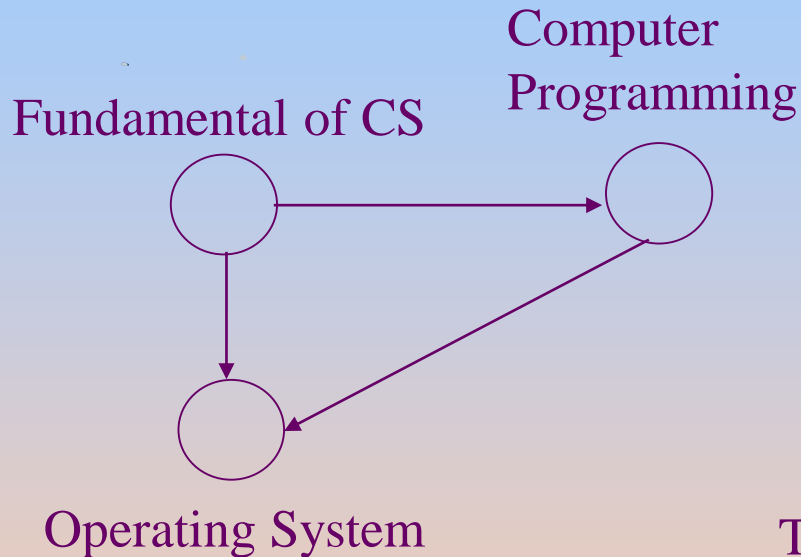 Computer
Programming
Fundamental of CS
Operating System
T